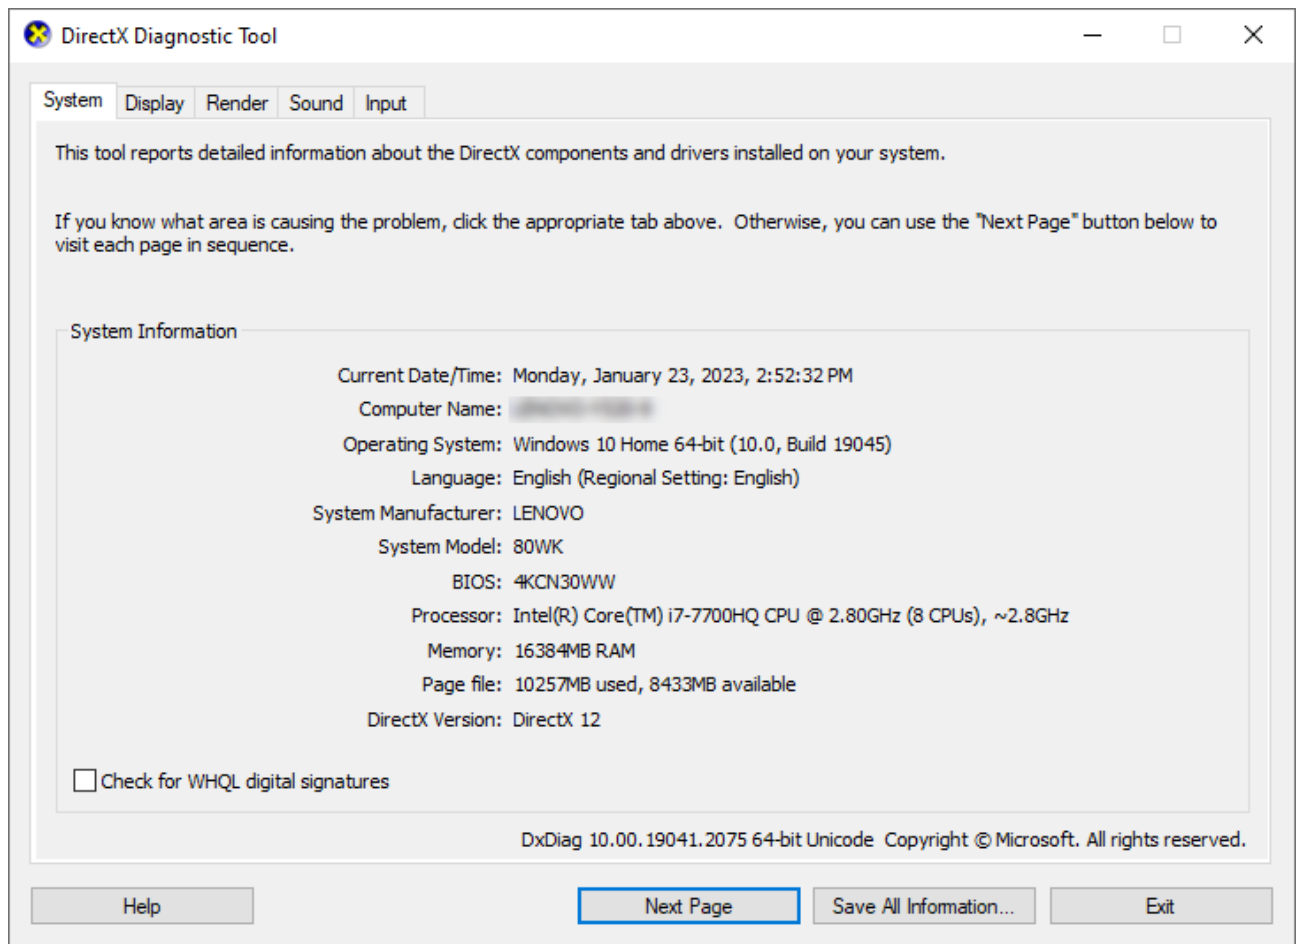 DirectX Diagnostic Tool
System Display Render Sound Input
This tool reports detailed information about the DirectX components and drivers installed on your system.
If you know what area is causing the problem, click the appropriate tab above.  Otherwise, you can use the "Next Page" button below to
visit each page in sequence.
System Information
Current Date/Time: Monday, January 23, 2023, 2:52:32 PM
Computer Name:
Operating System: Windows 10 Home 64-bit (10.0, Build 19045)
Language: English (Regional Setting: English)
System Manufacturer: LENOVO
System Model: 80WK
BIOS: 4KCN30WW
Processor: Intel(R) Core(TM) i7-7700HQ CPU @ 2.80GHz (8 CPUs), ~2.8GHz
Memory: 16384MB RAM
Page file: 10257MB used, 8433MB available
DirectX Version: DirectX 12
Check for WHQL digital signatures
DxDiag 10.00.19041.2075 64-bit Unicode  Copyright © Microsoft. All rights reserved.
Help Next Page Save All Information... Exit